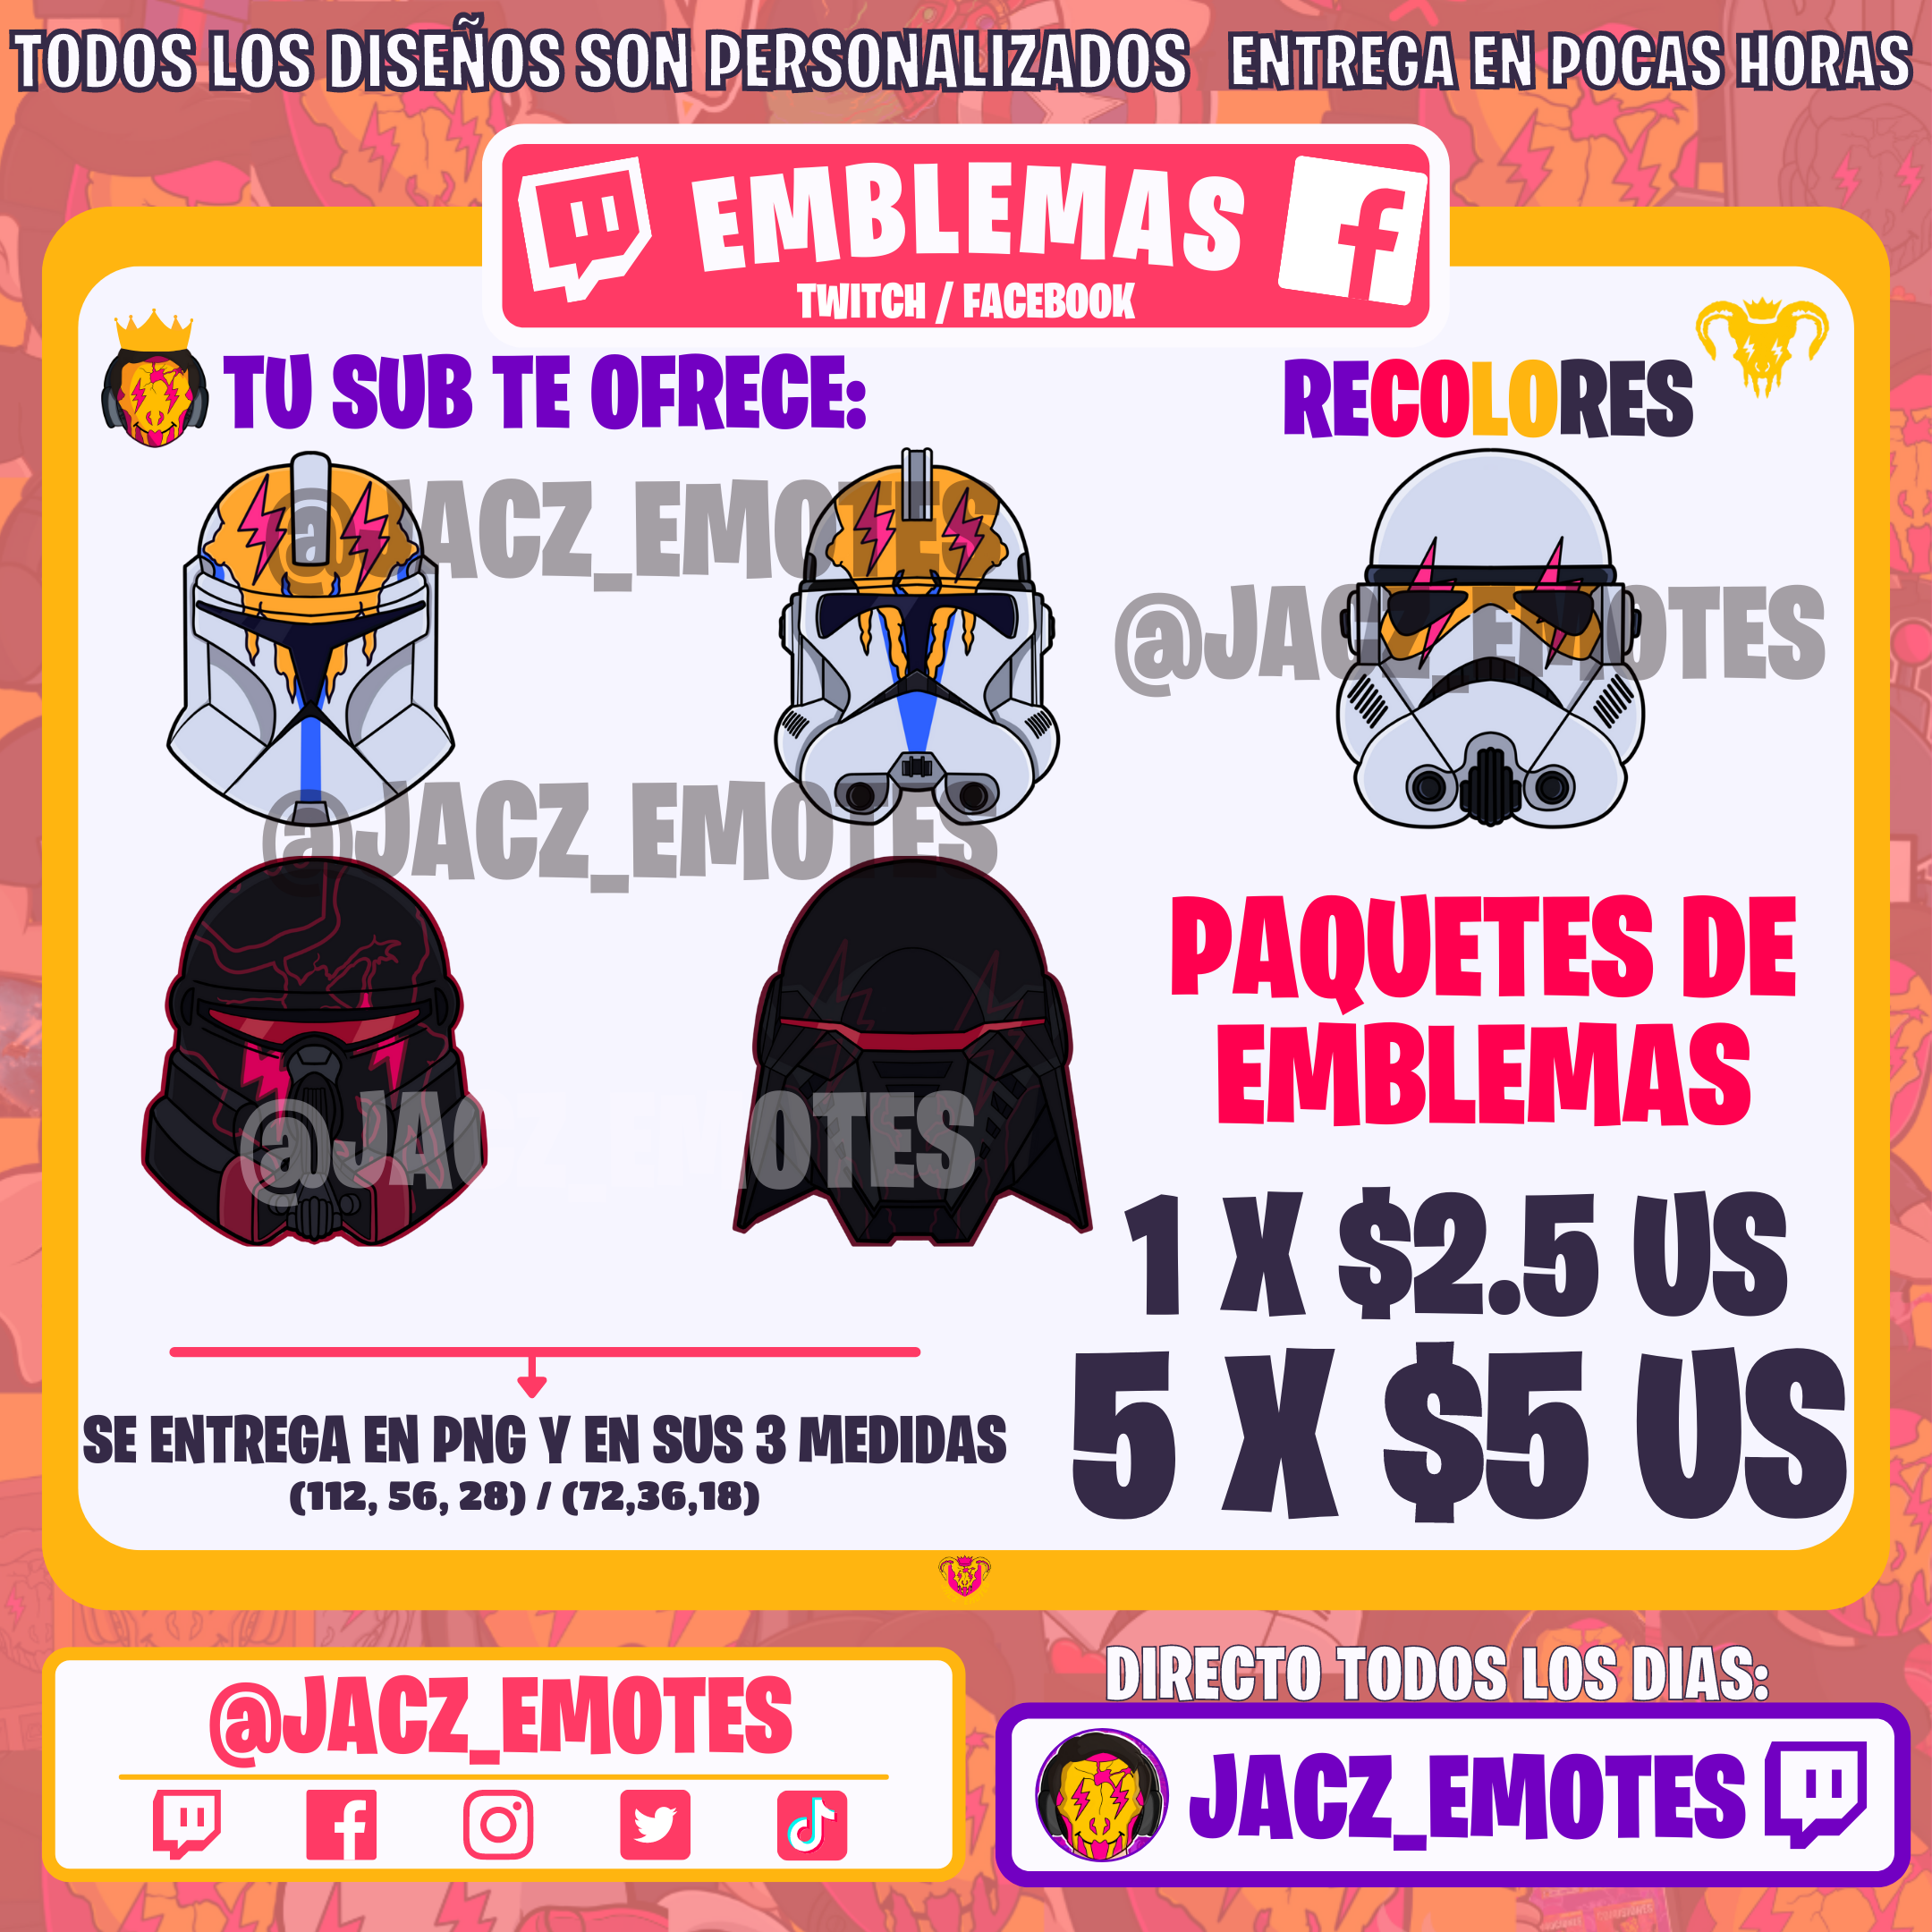 TODOS LOS DISEÑOS SON PERSONALIZADOS ENTREGA EN POCAS HORAS
EMBLEMAS
TWITCH / FACEBOOK
TU SUB TE OFRECE:
RECOLORES
@JACZ_EMOTES
@JACZ_EMOTES
@JACZ_EMOTES
@JACZ_EMOTES
PAQUETES DE
EMBLEMAS
1 X $2.5 US
5 X $5 US
SE ENTREGA EN PNG Y EN SUS 3 MEDIDAS
(112, 56, 28) / (72,36,18)
@JACZ_EMOTES
DIRECTO TODOS LOS DIAS:
JACZ_EMOTES